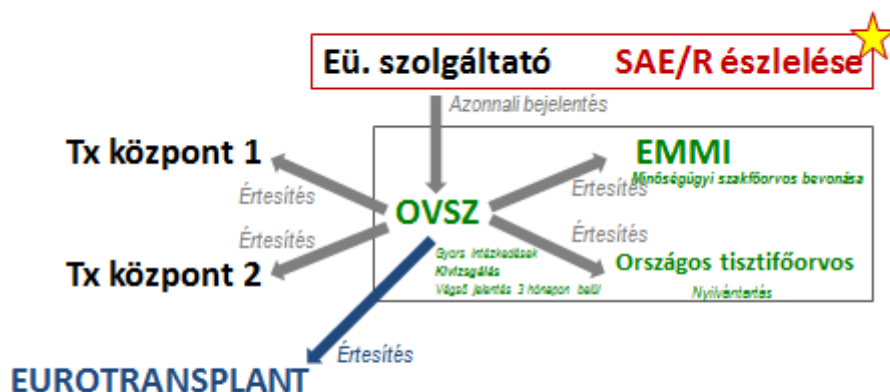 Eü. szolgáltató SAE/R észlelése
Azonnali bejelentés
Tx központ 1
EMMI
Minőségügyi szakfőorvos bevonása
Értesítés
Értesítés
OVSZ
Értesítés
Értesítés
Gyors intézkedések
Kivizsgálás
Végső jelentés 3 hónapon belül
Tx központ 2
Országos tisztifőorvos
Nyilvántartás
Értesítés
EUROTRANSPLANT